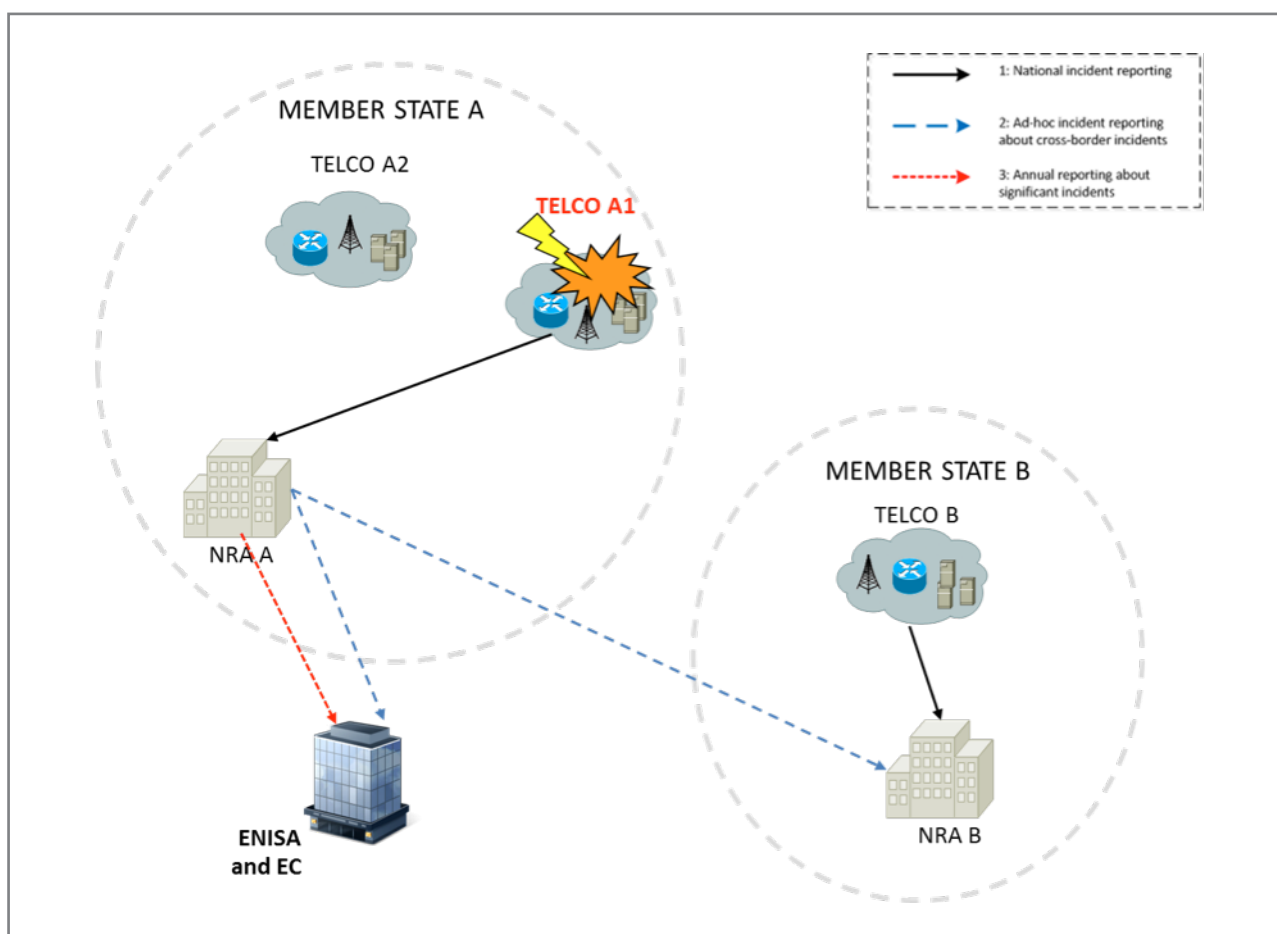 1: National incident reporting
2: Ad-hoc incident reporting
about cross-border incidents
3: Annual reporting about
significant incidents
MEMBER STATE A
TELCO A2
TELCO A1
NRA A
ENISA
and EC
MEMBER STATE B
TELCO B
NRA B